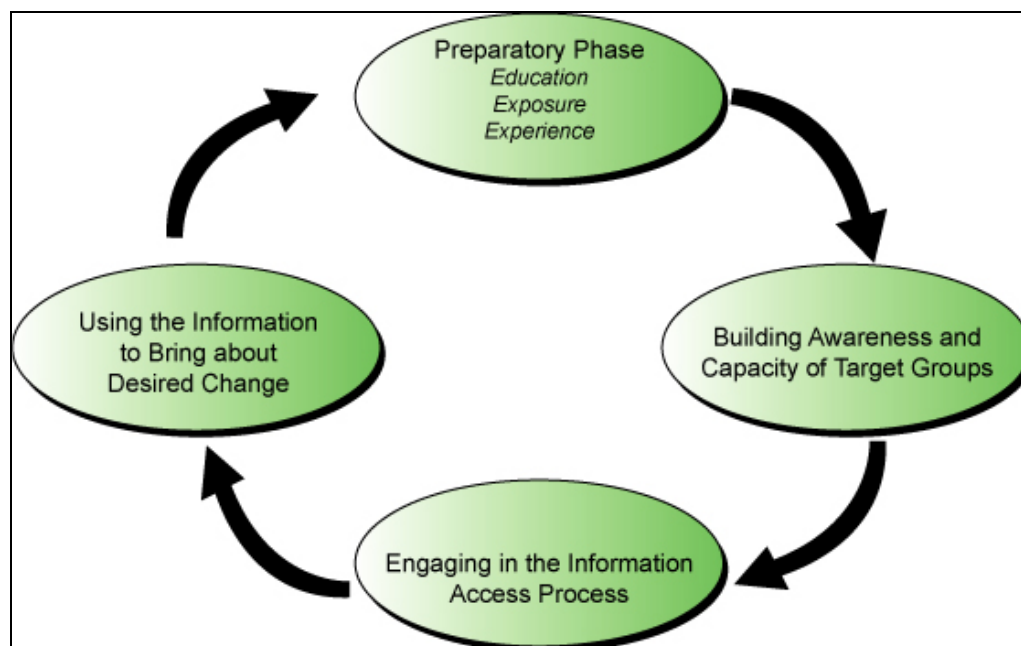 Preparatory Phase
Education
Exposure
Experience
Building Awareness and
Capacity of Target Groups
Engaging in the Information
Access Process
Using the Information
to Bring about
Desired Change